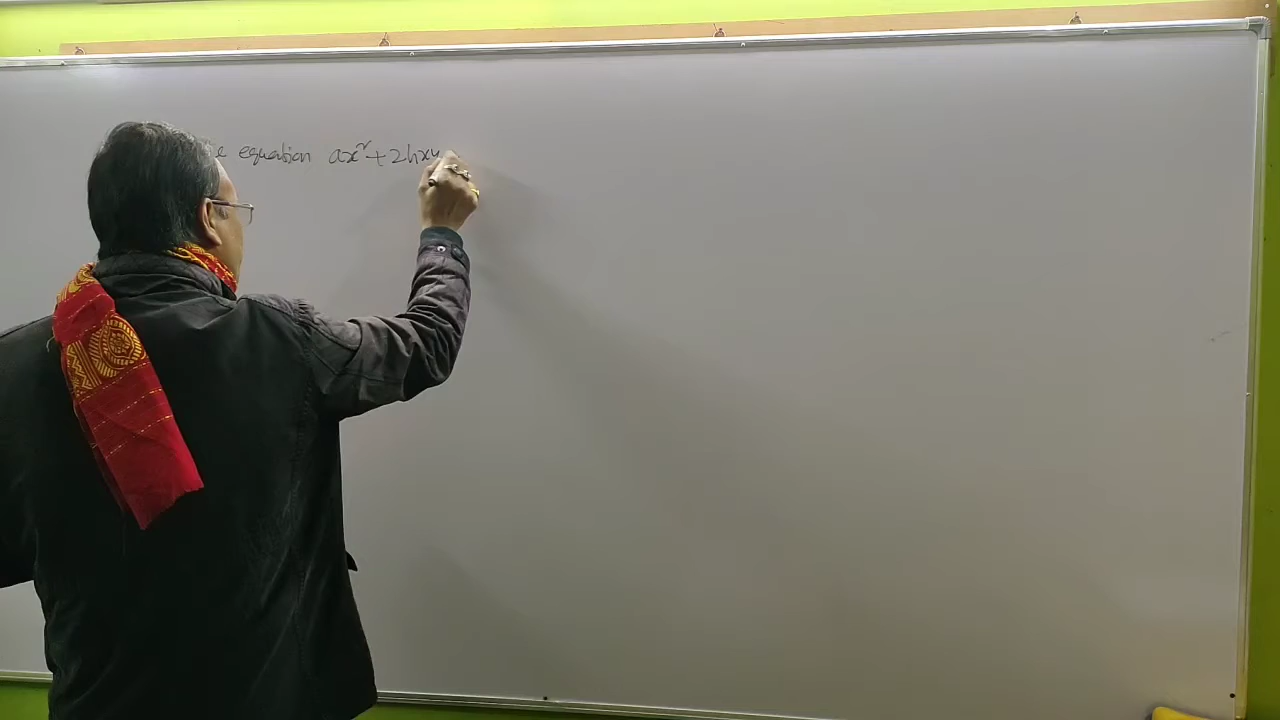 equation ax² + 2hxy